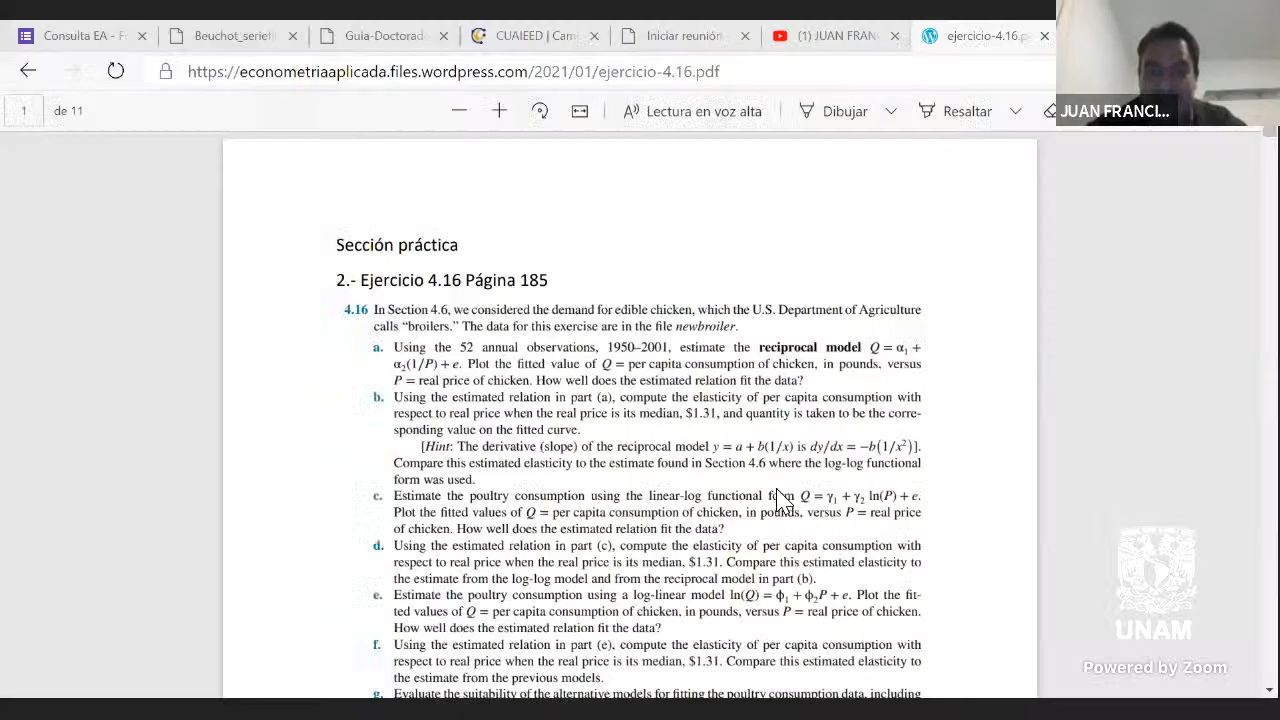 Consulta EA - F
Beuchot_serieh
Guia-Doctorad
CUAIEED | Cam
Iniciar reunión
(1) JUAN FRAN
ejercicio-4.16.p
https://econometriaaplicada.files.wordpress.com/2021/01/ejercicio-4.16.pdf
1 de 11
Lectura en voz alta
Dibujar
Resaltar
JUAN FRANCI...
Sección práctica
2.- Ejercicio 4.16 Página 185
4.16 In Section 4.6, we considered the demand for edible chicken, which the U.S. Department of Agriculture
calls “broilers.” The data for this exercise are in the file newbroiler.
a. Using the 52 annual observations, 1950–2001, estimate the reciprocal model Q = α₁ +
α₂(1/P) + e. Plot the fitted value of Q = per capita consumption of chicken, in pounds, versus
P = real price of chicken. How well does the estimated relation fit the data?
b. Using the estimated relation in part (a), compute the elasticity of per capita consumption with
respect to real price when the real price is its median, $1.31, and quantity is taken to be the corre-
sponding value on the fitted curve.
[Hint: The derivative (slope) of the reciprocal model y = a + b(1/x) is dy/dx = −b(1/x²)].
Compare this estimated elasticity to the estimate found in Section 4.6 where the log-log functional
form was used.
c. Estimate the poultry consumption using the linear-log functional form Q = γ₁ + γ₂ ln(P) + e.
Plot the fitted values of Q = per capita consumption of chicken, in pounds, versus P = real price
of chicken. How well does the estimated relation fit the data?
d. Using the estimated relation in part (c), compute the elasticity of per capita consumption with
respect to real price when the real price is its median, $1.31. Compare this estimated elasticity to
the estimate from the log-log model and from the reciprocal model in part (b).
e. Estimate the poultry consumption using a log-linear model ln(Q) = ϕ₁ + ϕ₂P + e. Plot the fit-
ted values of Q = per capita consumption of chicken, in pounds, versus P = real price of chicken.
How well does the estimated relation fit the data?
f. Using the estimated relation in part (e), compute the elasticity of per capita consumption with
respect to real price when the real price is its median, $1.31. Compare this estimated elasticity to
the estimate from the previous models.
g. Evaluate the suitability of the alternative models for fitting the poultry consumption data, including
UNAM
Powered by Zoom